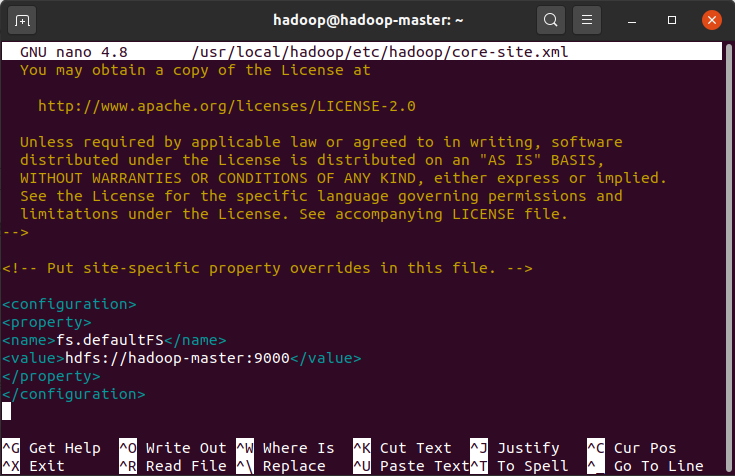 hadoop@hadoop-master: ~
GNU nano 4.8 /usr/local/hadoop/etc/hadoop/core-site.xml
You may obtain a copy of the License at
http://www.apache.org/licenses/LICENSE-2.0
Unless required by applicable law or agreed to in writing, software
distributed under the License is distributed on an "AS IS" BASIS,
WITHOUT WARRANTIES OR CONDITIONS OF ANY KIND, either express or implied.
See the License for the specific language governing permissions and
limitations under the License. See accompanying LICENSE file.
-->
<!-- Put site-specific property overrides in this file. -->
<configuration>
<property>
<name>fs.defaultFS</name>
<value>hdfs://hadoop-master:9000</value>
</property>
</configuration>
^G Get Help ^O Write Out ^W Where Is ^K Cut Text ^J Justify ^C Cur Pos
^X Exit ^R Read File ^\ Replace ^U Paste Text ^T To Spell ^_ Go To Line